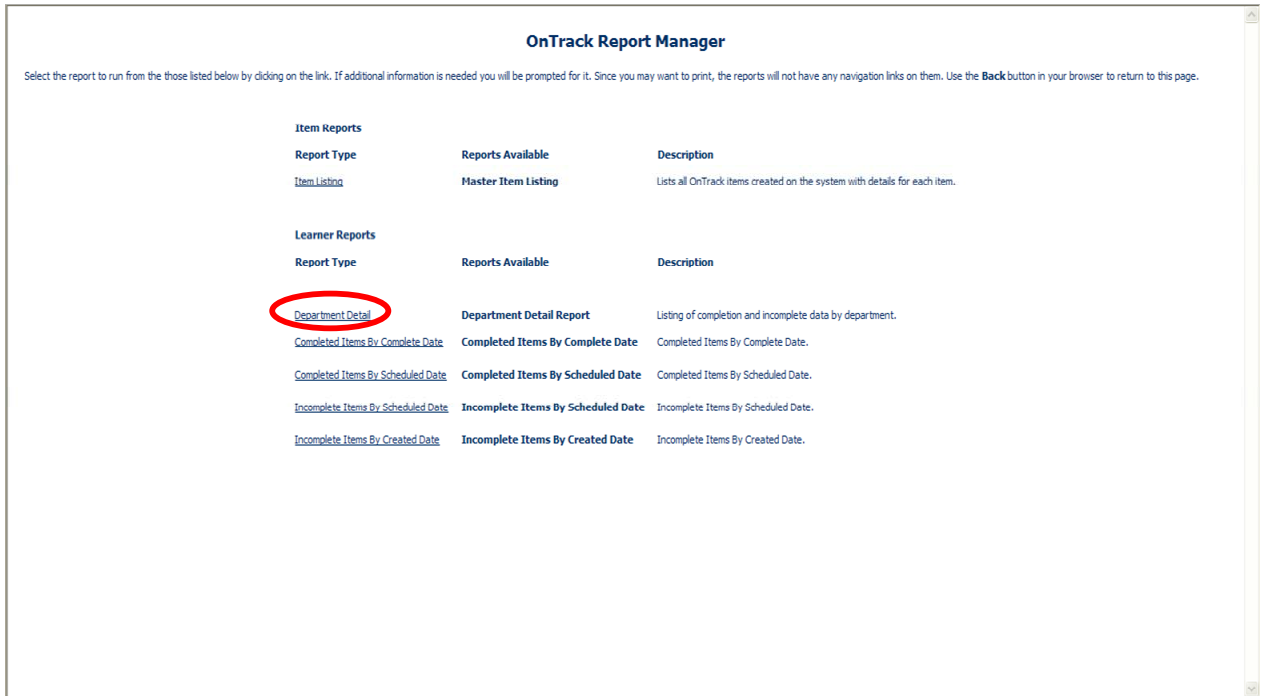 OnTrack Report Manager
Select the report to run from the those listed below by clicking on the link. If additional information is needed you will be prompted for it. Since you may want to print, the reports will not have any navigation links on them. Use the Back button in your browser to return to this page.
Item Reports
Report Type Reports Available Description
Item Listing Master Item Listing Lists all OnTrack items created on the system with details for each item.
Learner Reports
Report Type Reports Available Description
Department Detail Department Detail Report Listing of completion and incomplete data by department.
Completed Items By Complete Date Completed Items By Complete Date Completed Items By Complete Date.
Completed Items By Scheduled Date Completed Items By Scheduled Date Completed Items By Scheduled Date.
Incomplete Items By Scheduled Date Incomplete Items By Scheduled Date Incomplete Items By Scheduled Date.
Incomplete Items By Created Date Incomplete Items By Created Date Incomplete Items By Created Date.